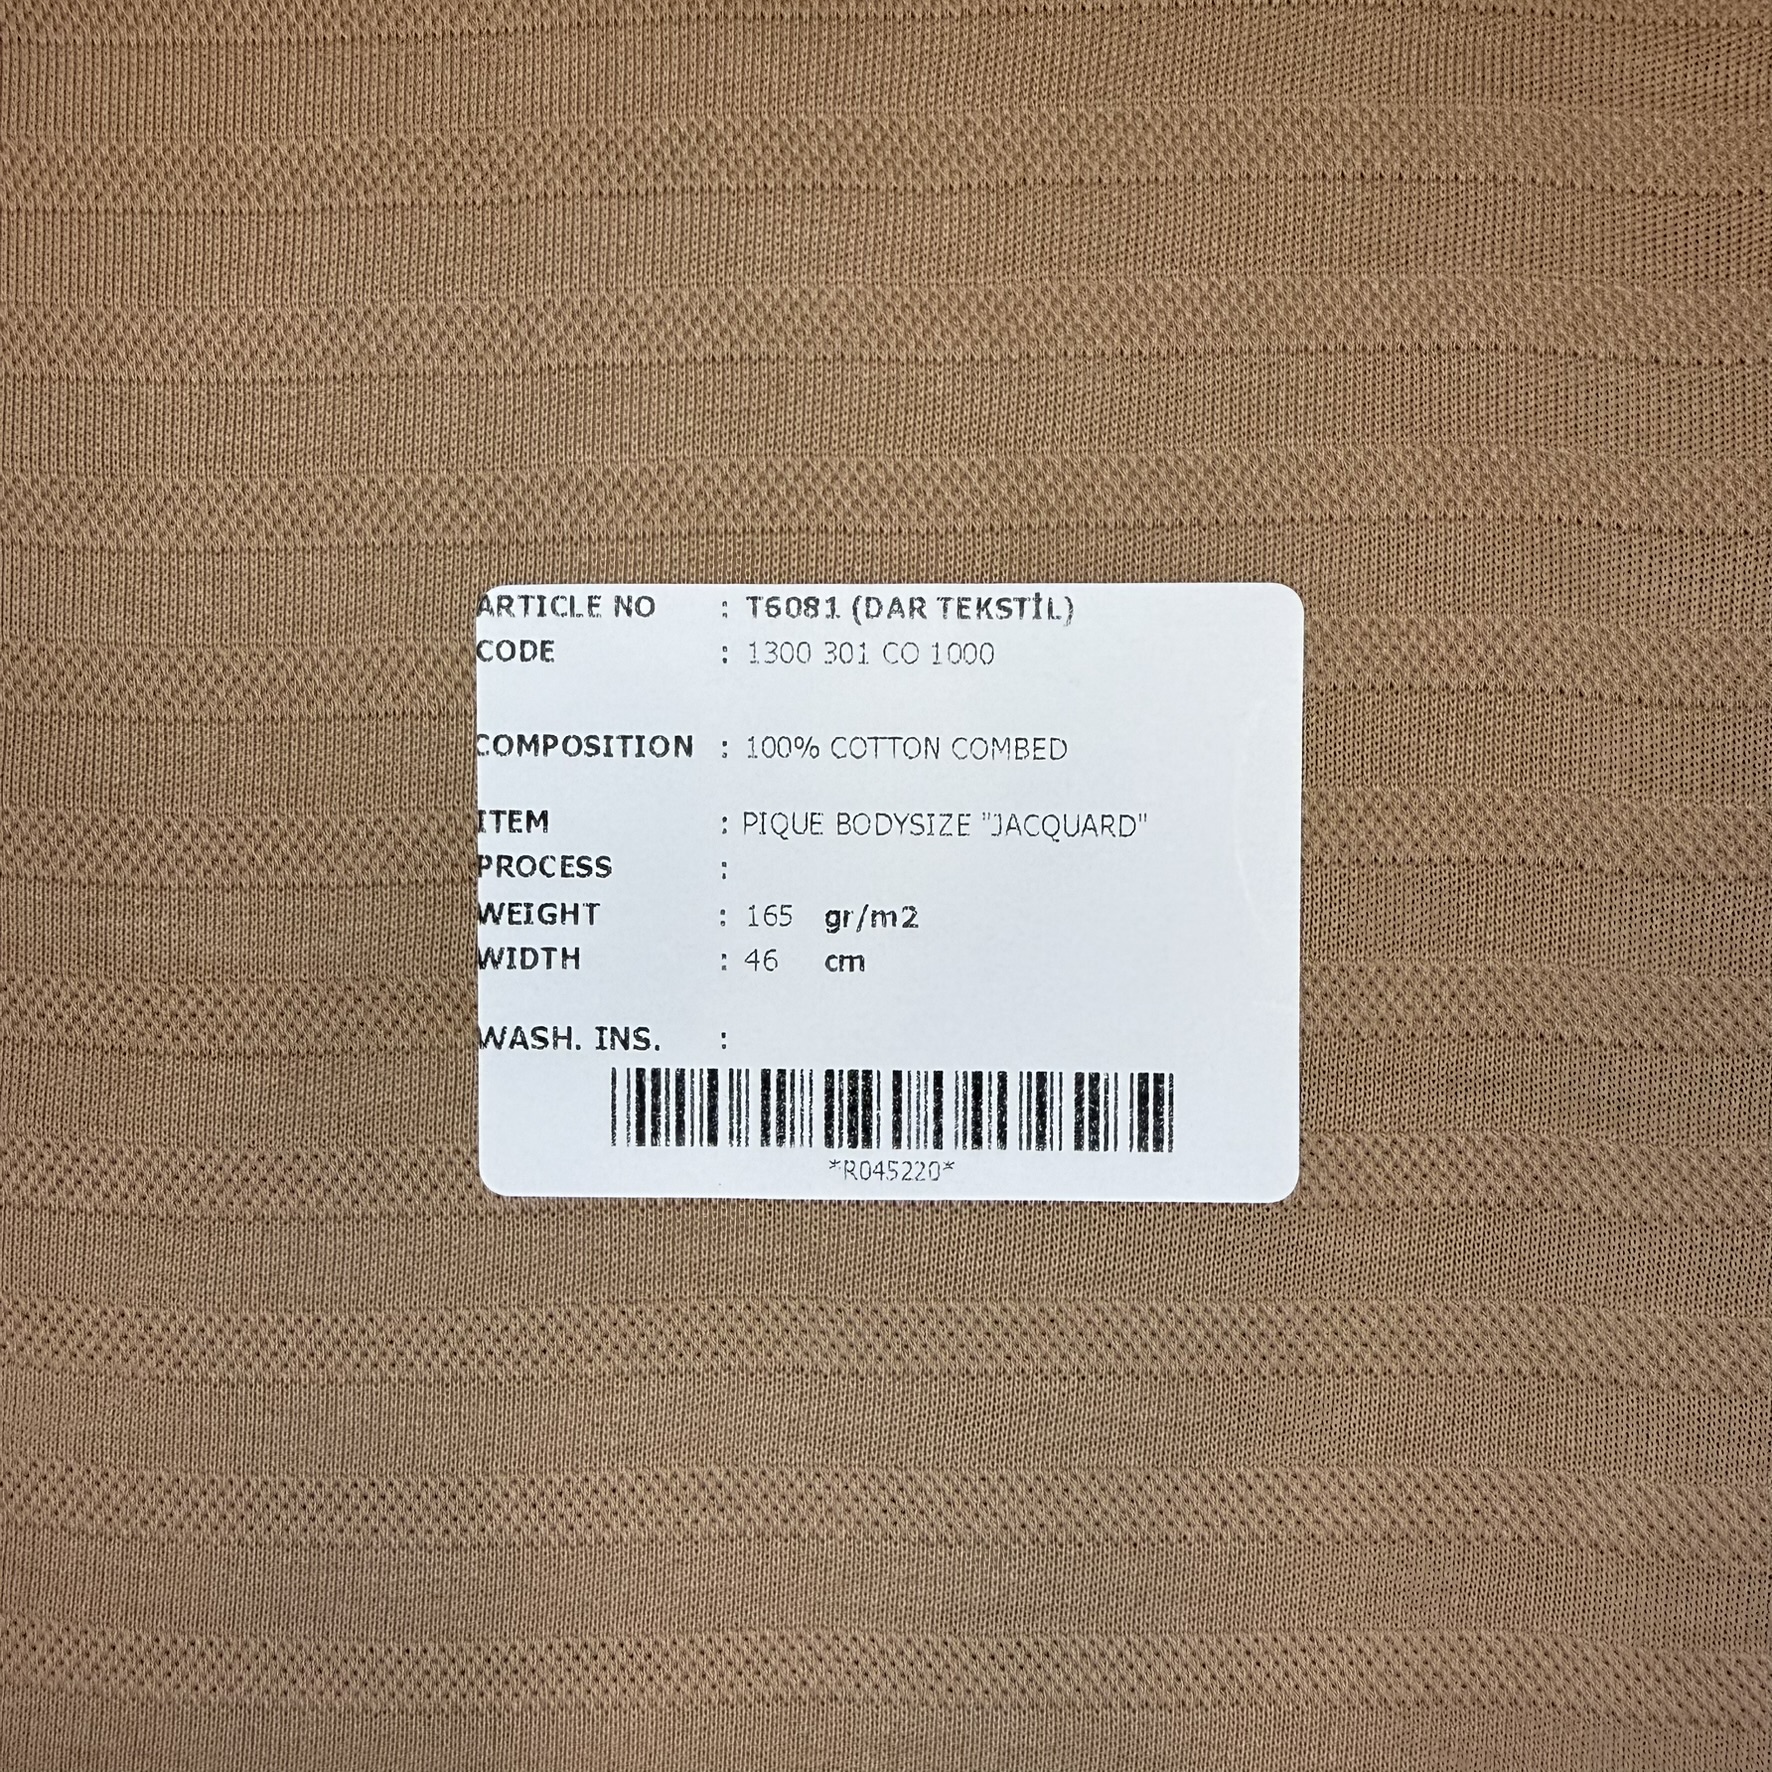 ARTICLE NO : T6081 (DAR TEKSTİL)
CODE : 1300 301 CO 1000
COMPOSITION : 100% COTTON COMBED
ITEM : PIQUE BODYSIZE "JACQUARD"
PROCESS :
WEIGHT : 165 gr/m2
WIDTH : 46 cm
WASH. INS. :
*R045220*